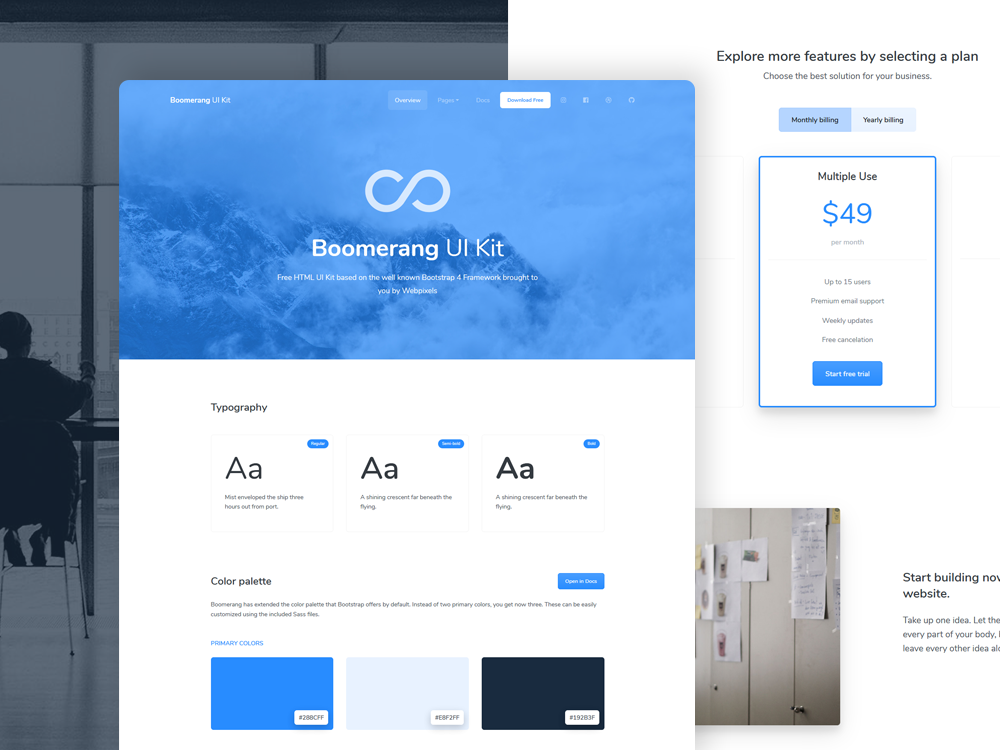 Boomerang UI Kit
Overview
Pages
Docs
Download Free
Boomerang UI Kit
Free HTML UI Kit based on the well known Bootstrap 4 Framework brought to
you by Webpixels
Typography
Regular
Aa
Mist enveloped the ship three
hours out from port.
Semi-bold
Aa
A shining crescent far beneath the
flying.
Bold
Aa
A shining crescent far beneath the
flying.
Color palette
Open in Docs
Boomerang has extended the color palette that Bootstrap offers by default. Instead of two primary colors, you get now three. These can be easily
customized using the included Sass files.
PRIMARY COLORS
#288CFF
#E8F2FF
#192B3F
Explore more features by selecting a plan
Choose the best solution for your business.
Monthly billing
Yearly billing
Multiple Use
$49
per month
Up to 15 users
Premium email support
Weekly updates
Free cancelation
Start free trial
Start building now
website.
Take up one idea. Let the
every part of your body,
leave every other idea alo